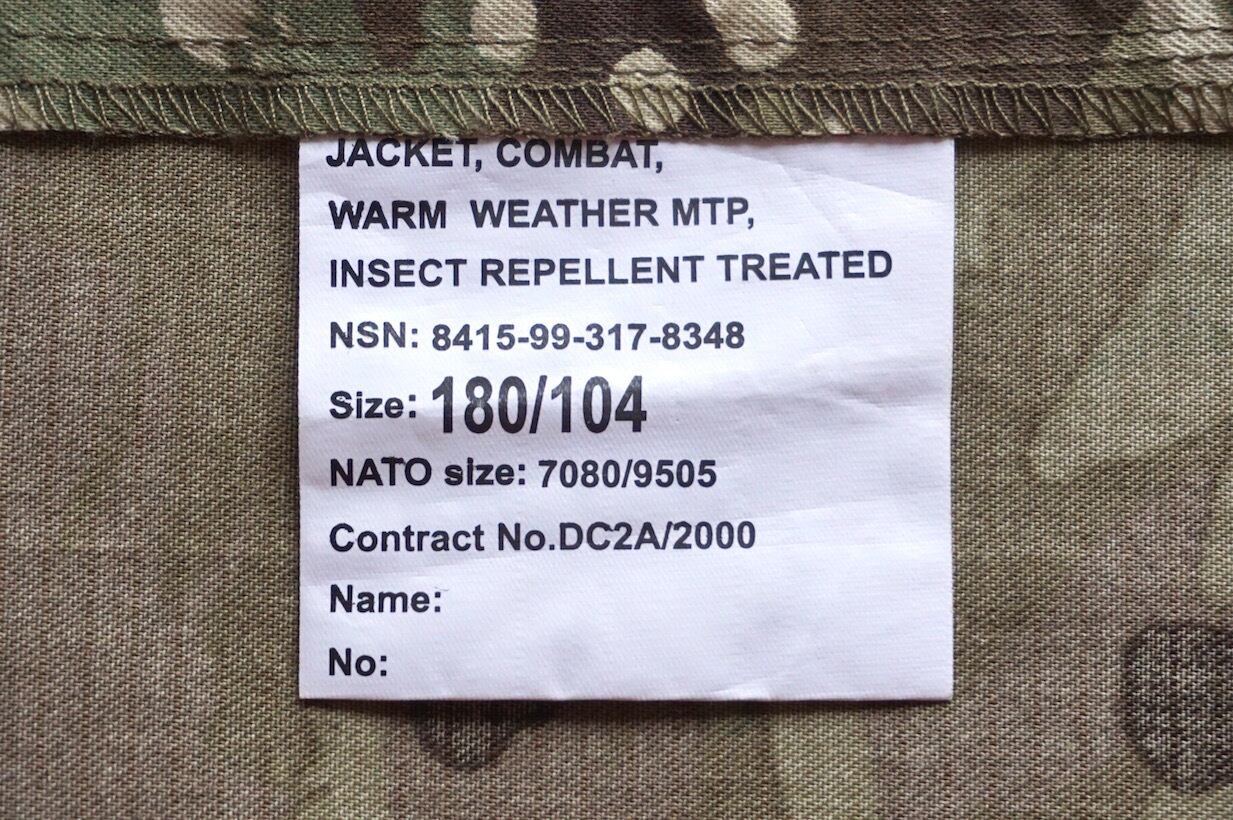 JACKET, COMBAT,
WARM WEATHER MTP,
INSECT REPELLENT TREATED
NSN: 8415-99-317-8348
Size: 180/104
NATO size: 7080/9505
Contract No.DC2A/2000
Name:
No: